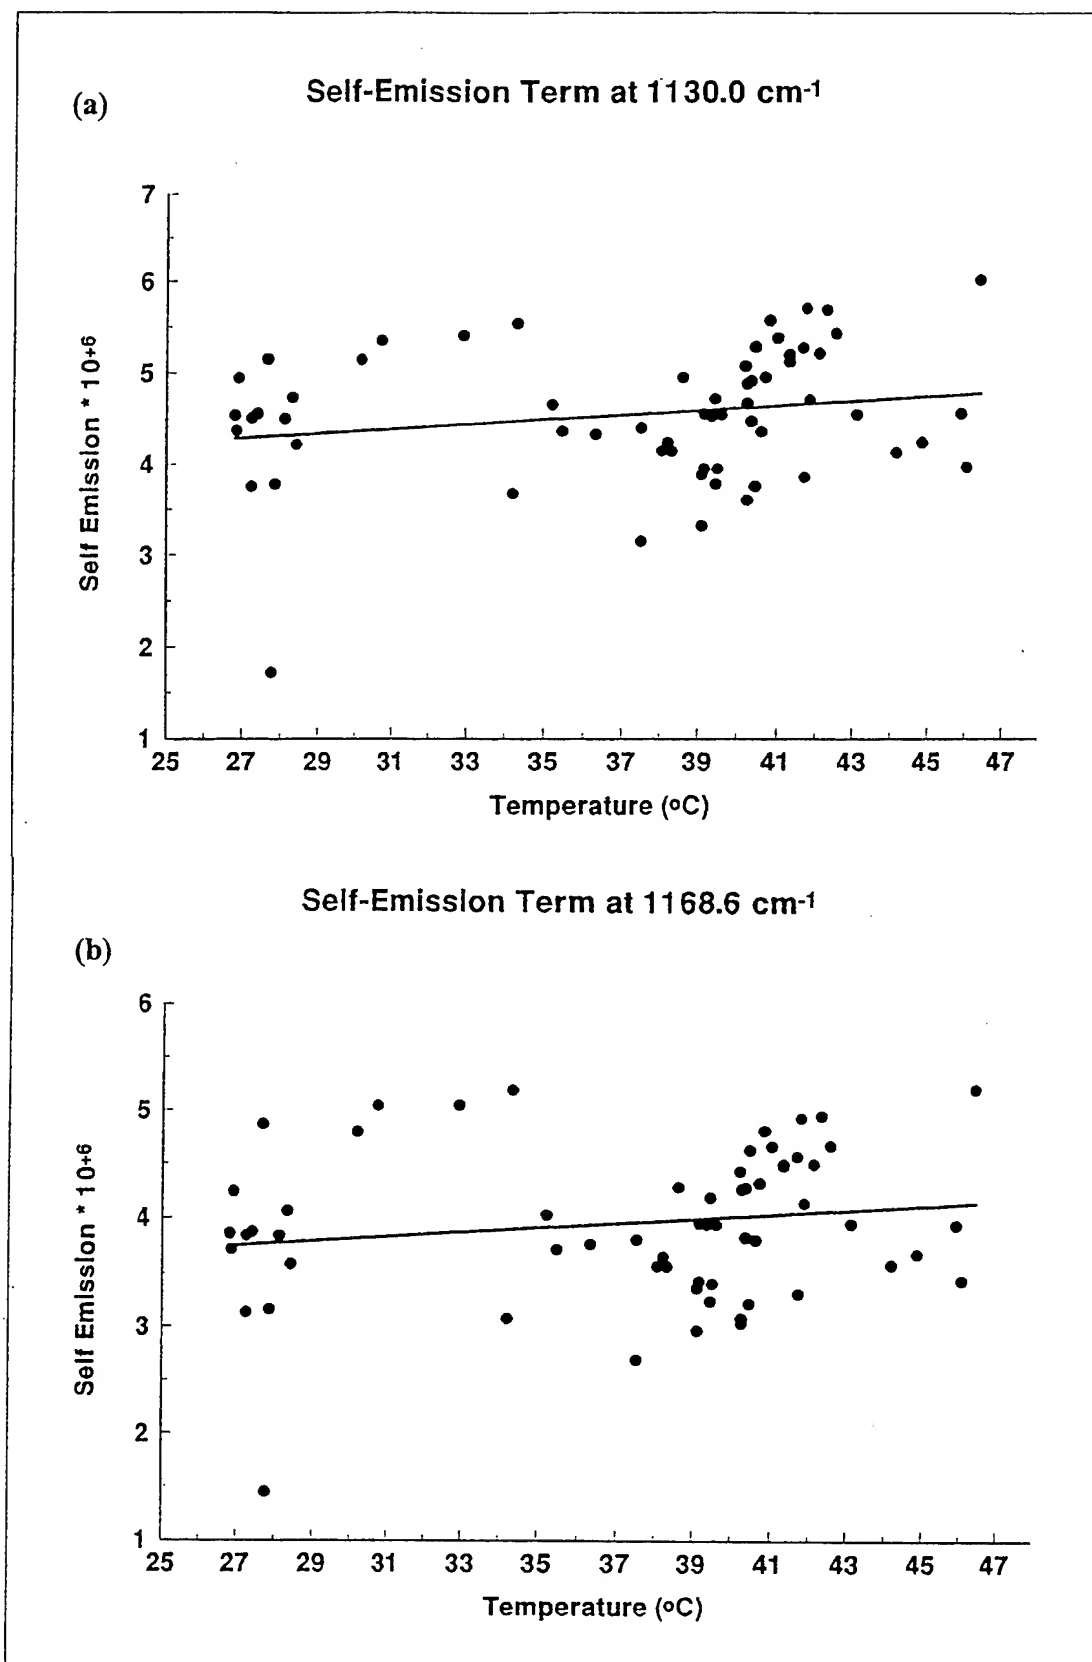 (a)
Self-Emission Term at 1130.0 cm-1
7
6
5
4
3
2
1
Self Emission * 10+6
25 27 29 31 33 35 37 39 41 43 45 47
Temperature (oC)
Self-Emission Term at 1168.6 cm-1
(b)
6
5
4
3
2
1
Self Emission * 10+6
25 27 29 31 33 35 37 39 41 43 45 47
Temperature (oC)